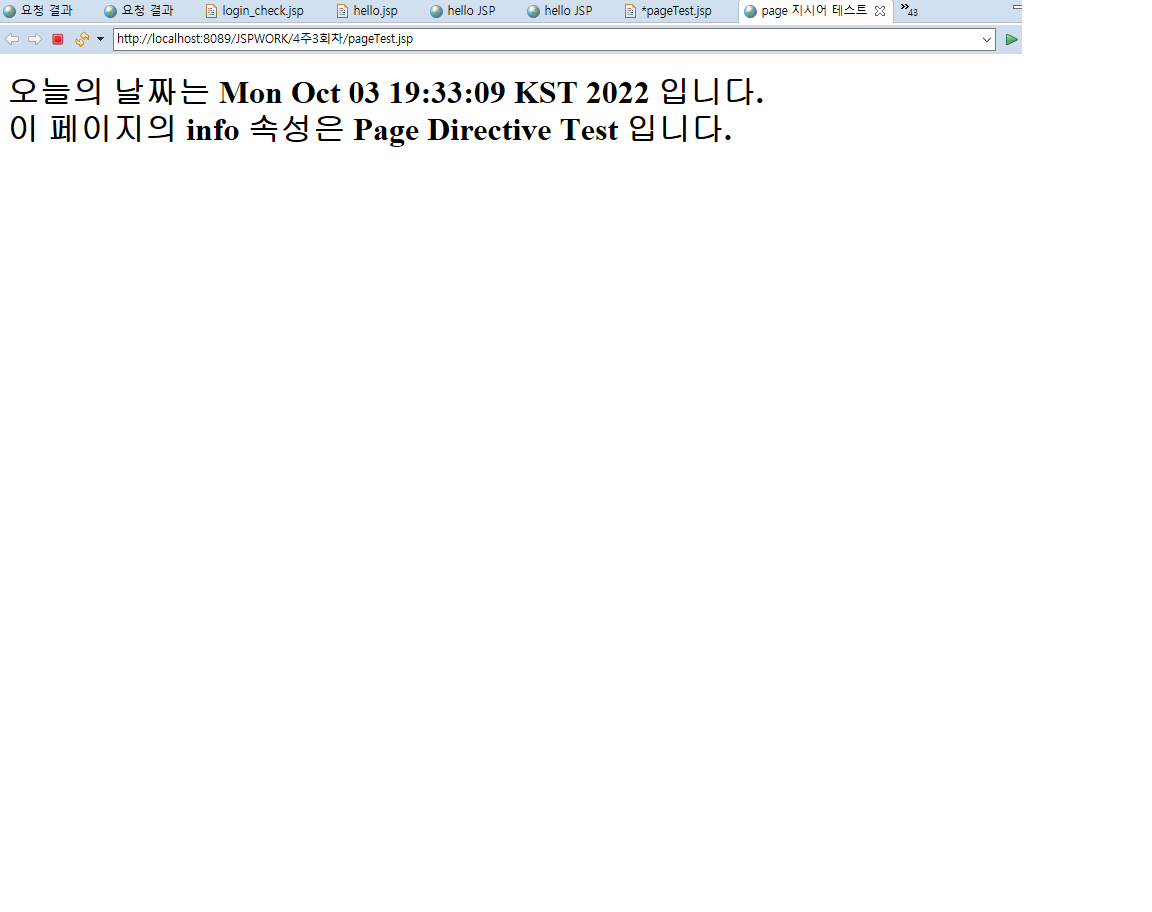 요청 결과 요청 결과 login_check.jsp hello.jsp hello JSP hello JSP *pageTest.jsp page 지시어 테스트 »43
http://localhost:8089/JSPWORK/4주3회차/pageTest.jsp
오늘의 날짜는 Mon Oct 03 19:33:09 KST 2022 입니다.
이 페이지의 info 속성은 Page Directive Test 입니다.